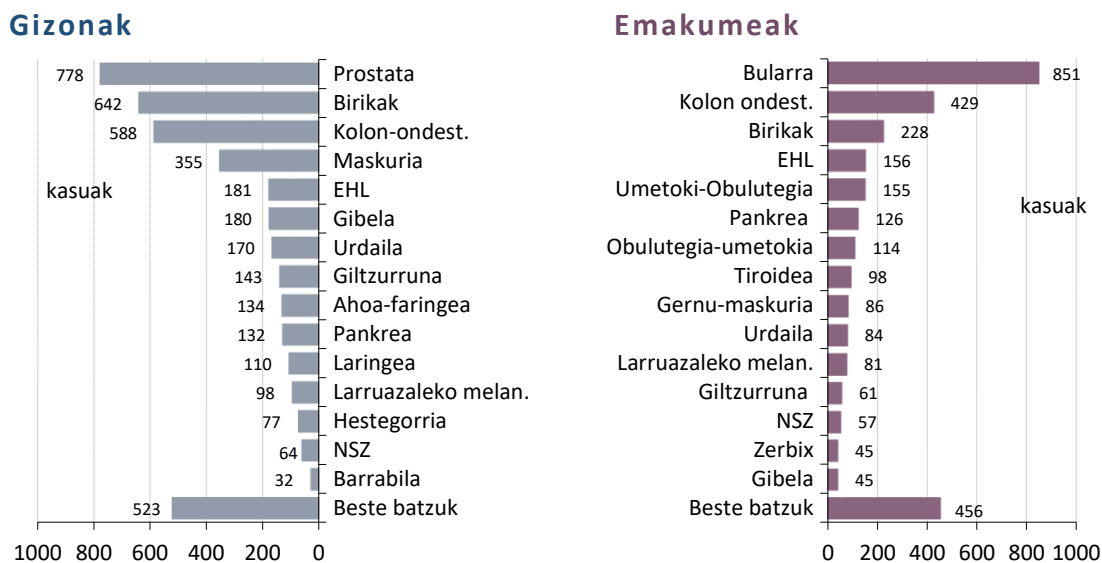 Gizonak
778 Prostata
642 Birikak
588 Kolon-ondest.
355 Maskuria
kasuak
181 EHL
180 Gibela
170 Urdaila
143 Giltzurruna
134 Ahoa-faringea
132 Pankrea
110 Laringea
98 Larruazaleko melan.
77 Hestegorria
64 NSZ
32 Barrabila
523 Beste batzuk
1000 800 600 400 200 0
Emakumeak
Bularra 851
Kolon ondest. 429
Birikak 228
EHL 156
Umetoki-Obulutegia 155
kasuak
Pankrea 126
Obulutegia-umetokia 114
Tiroidea 98
Gernu-maskuria 86
Urdaila 84
Larruazaleko melan. 81
Giltzurruna 61
NSZ 57
Zerbix 45
Gibela 45
Beste batzuk 456
0 200 400 600 800 1000